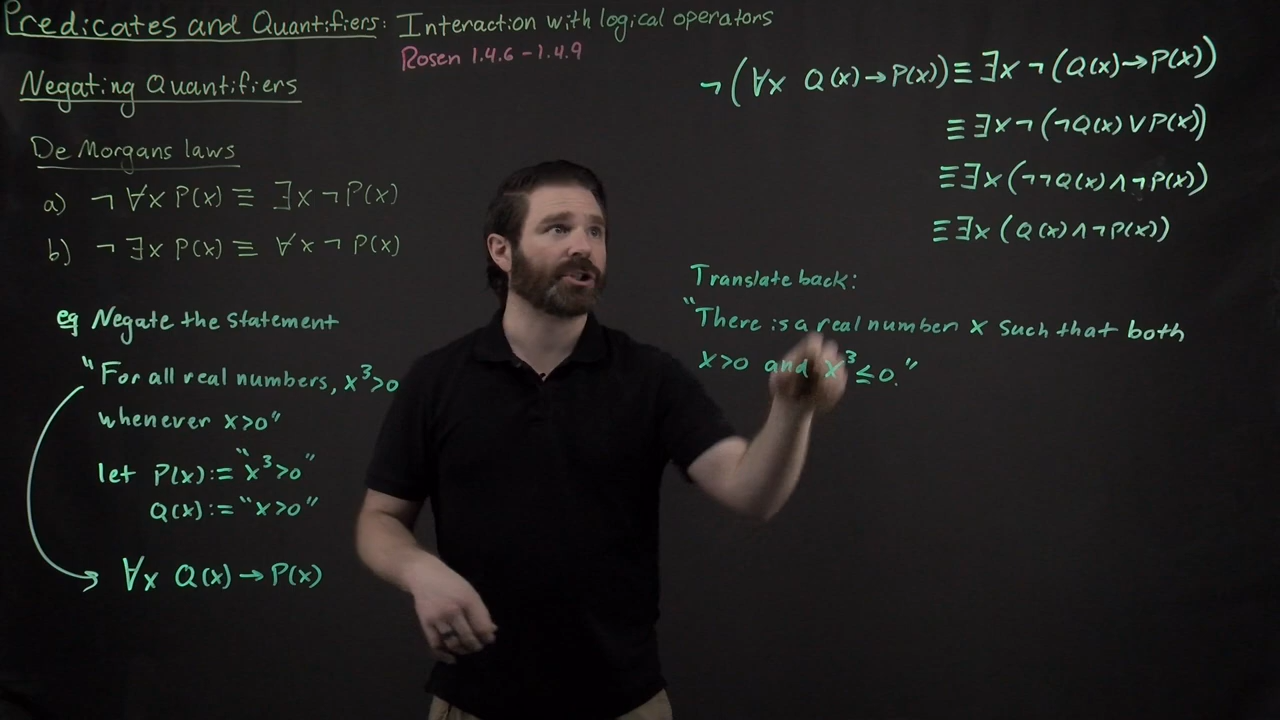 Predicates and Quantifiers: Interaction with logical operators
Rosen 1.4.6 - 1.4.9
Negating Quantifiers
De Morgans laws
a) ¬∀x P(x) ≡ ∃x ¬P(x)
b) ¬∃x P(x) ≡ ∀x ¬P(x)
eg Negate the statement
"For all real numbers, x³>0
whenever x>0"
let P(x):= "x³>0"
Q(x):= "x>0"
∀x Q(x)→P(x)
¬(∀x Q(x)→P(x)) ≡ ∃x ¬(Q(x)→P(x))
≡ ∃x ¬(¬Q(x) ∨ P(x))
≡ ∃x (¬¬Q(x) ∧ ¬P(x))
≡ ∃x (Q(x) ∧ ¬P(x))
Translate back:
"There is a real number x such that both
x>0 and x³≤0."